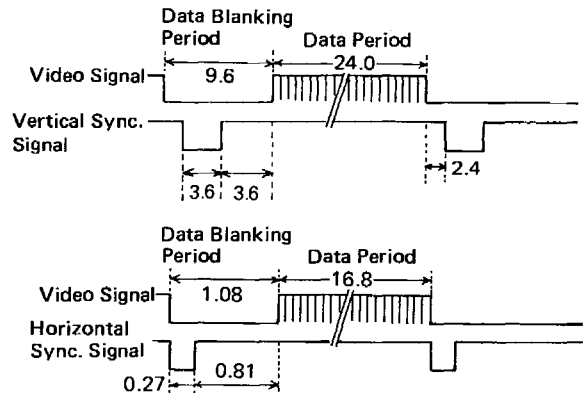 Data Blanking
Period
Data Period
9.6
24.0
Video Signal
Vertical Sync.
Signal
3.6
3.6
2.4
Data Blanking
Period
Data Period
1.08
16.8
Video Signal
Horizontal
Sync. Signal
0.27
0.81